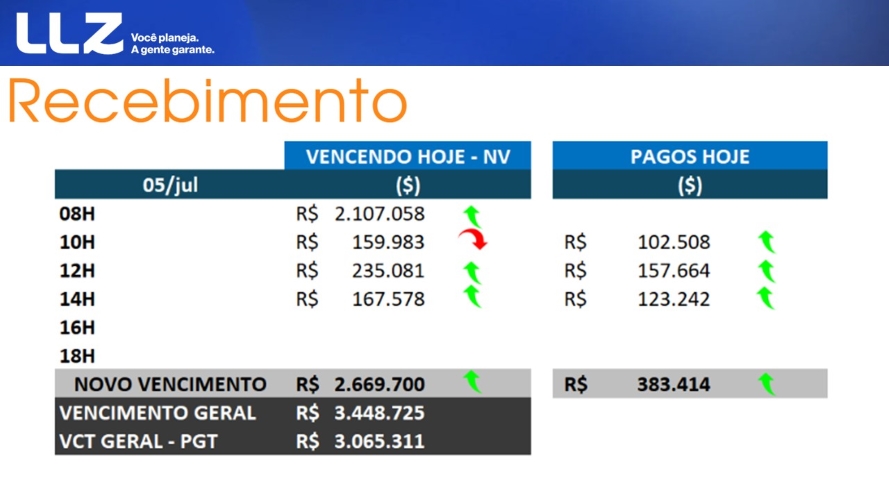 LLZ
Você planeja.
A gente garante.
Recebimento
VENCENDO HOJE - NV PAGOS HOJE
05/jul ($) ($)
08H R$ 2.107.058
10H R$ 159.983 R$ 102.508
12H R$ 235.081 R$ 157.664
14H R$ 167.578 R$ 123.242
16H
18H
NOVO VENCIMENTO R$ 2.669.700 R$ 383.414
VENCIMENTO GERAL R$ 3.448.725
VCT GERAL - PGT R$ 3.065.311